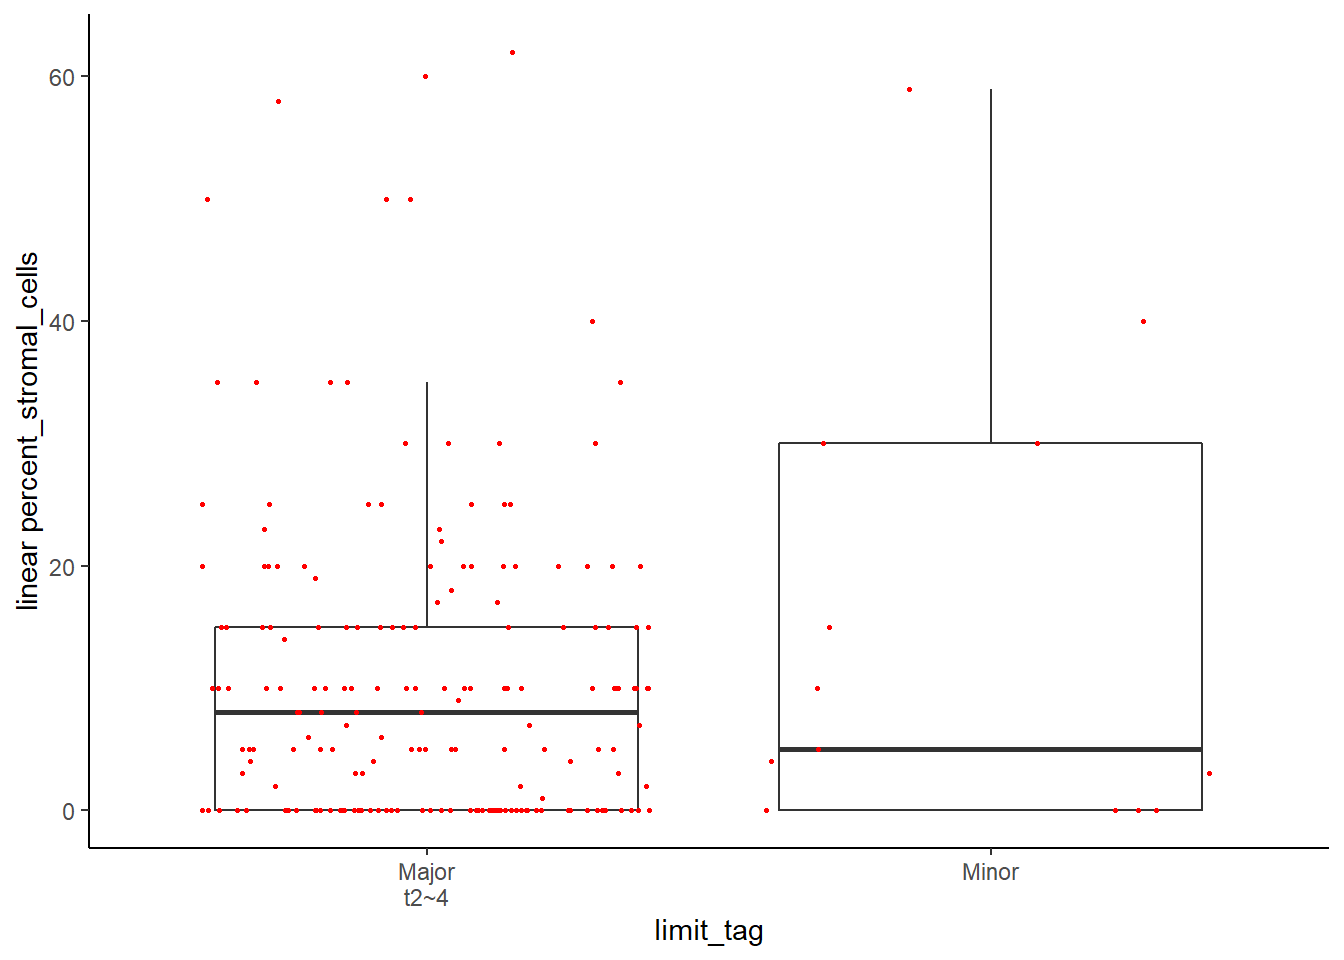 linear percent_stromal_cells
60
40
20
0
Major
t2~4
Minor
limit_tag